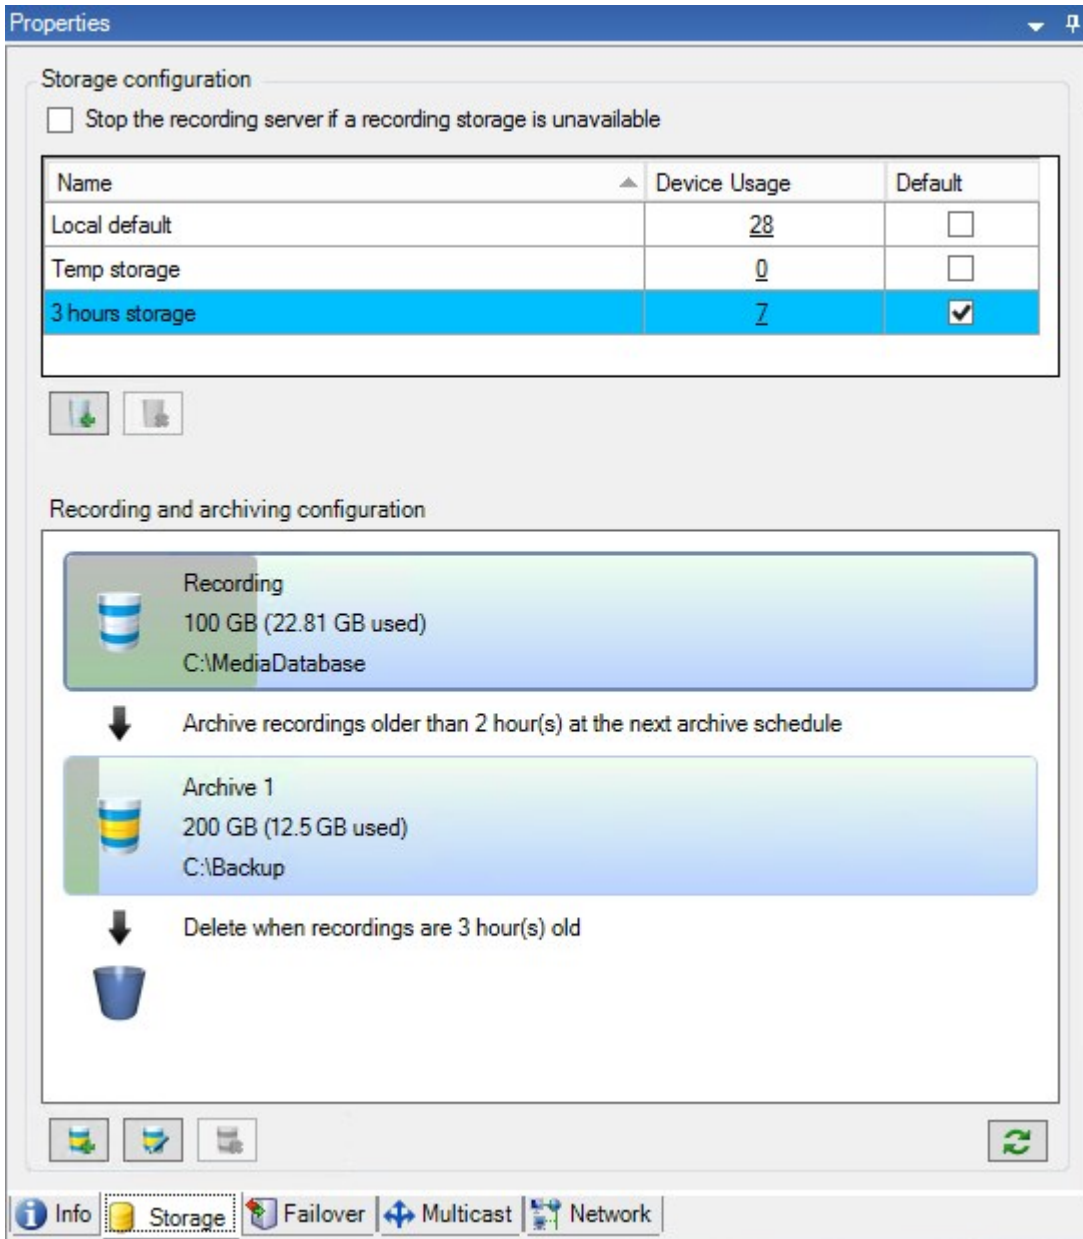 Properties
Storage configuration
Stop the recording server if a recording storage is unavailable
Name Device Usage Default
Local default 28
Temp storage 0
3 hours storage 7
Recording and archiving configuration
Recording
100 GB (22.81 GB used)
C:\MediaDatabase
Archive recordings older than 2 hour(s) at the next archive schedule
Archive 1
200 GB (12.5 GB used)
C:\Backup
Delete when recordings are 3 hour(s) old
Info Storage Failover Multicast Network